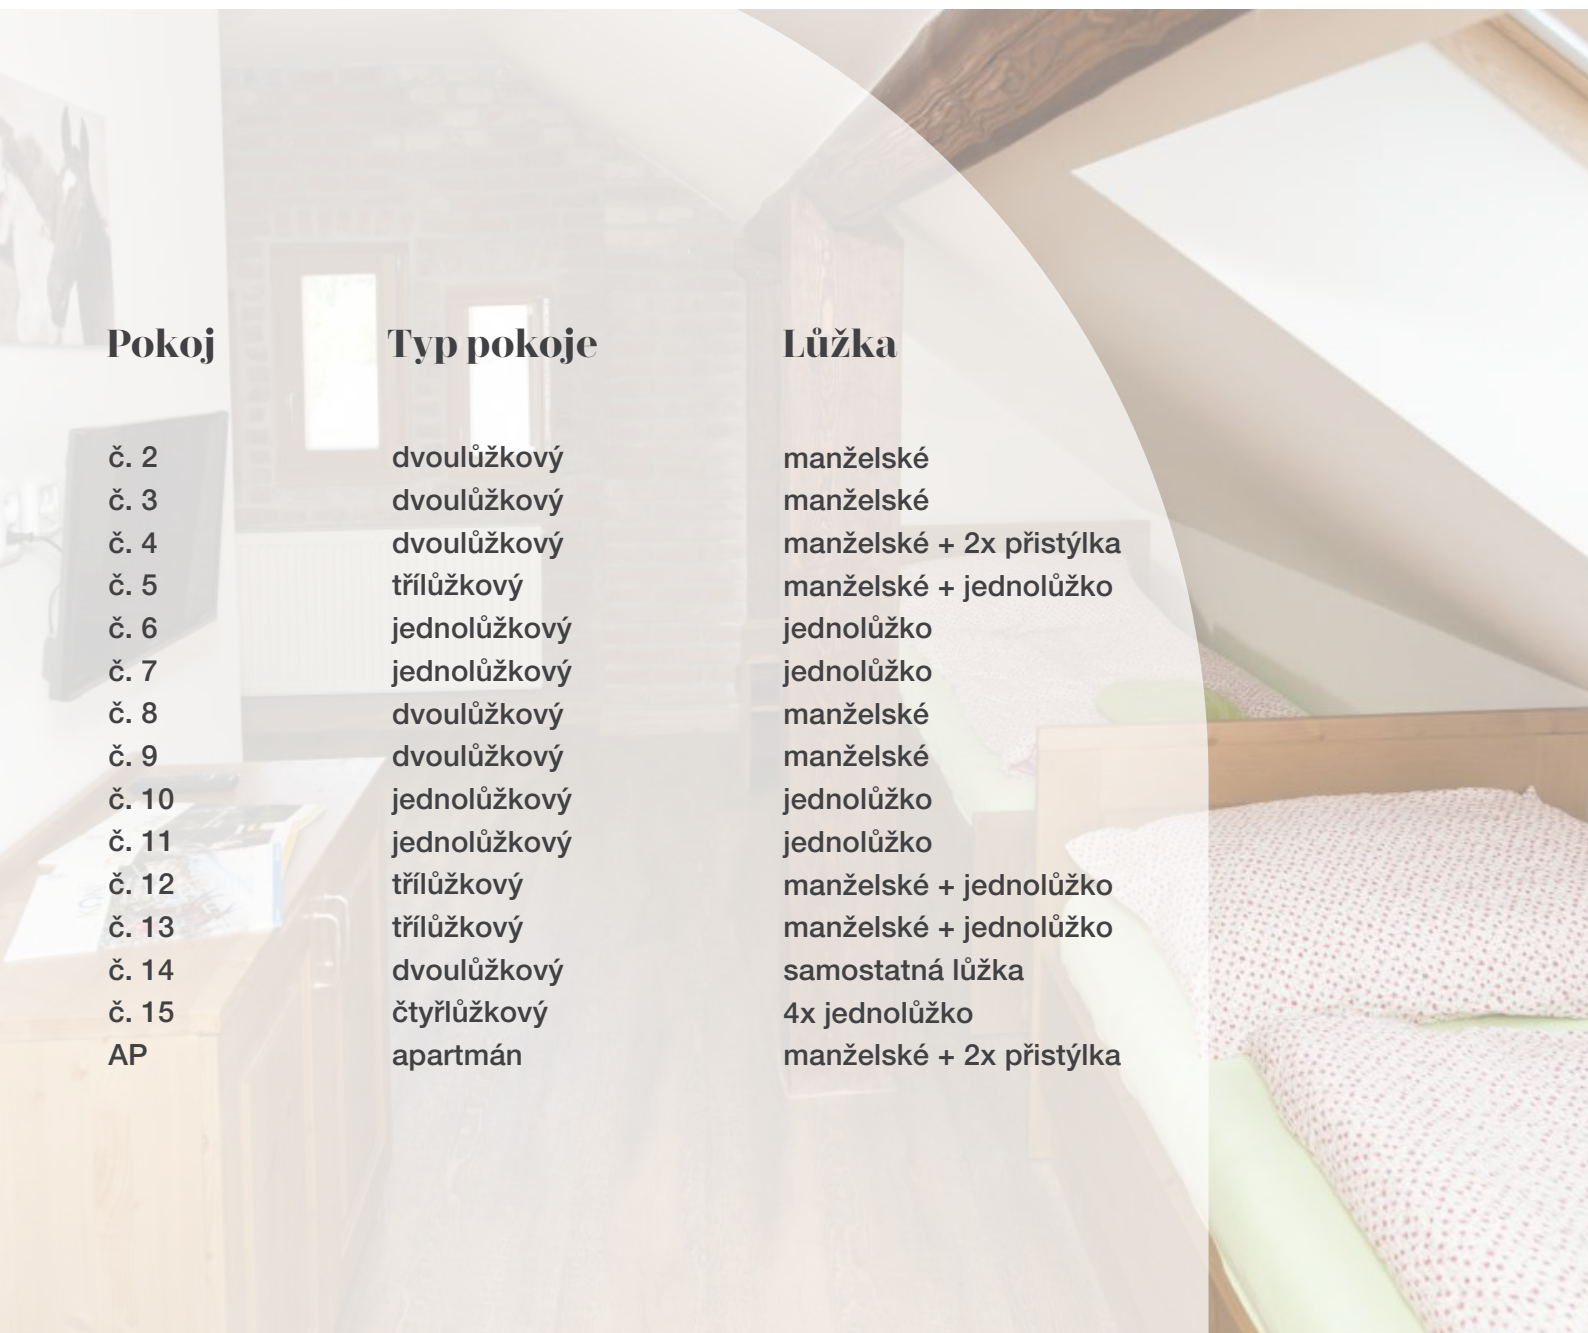 Pokoj Typ pokoje Lůžka
č. 2 dvoulůžkový manželské
č. 3 dvoulůžkový manželské
č. 4 dvoulůžkový manželské + 2x přistýlka
č. 5 třílůžkový manželské + jednolůžko
č. 6 jednolůžkový jednolůžko
č. 7 jednolůžkový jednolůžko
č. 8 dvoulůžkový manželské
č. 9 dvoulůžkový manželské
č. 10 jednolůžkový jednolůžko
č. 11 jednolůžkový jednolůžko
č. 12 třílůžkový manželské + jednolůžko
č. 13 třílůžkový manželské + jednolůžko
č. 14 dvoulůžkový samostatná lůžka
č. 15 čtyřlůžkový 4x jednolůžko
AP apartmán manželské + 2x přistýlka